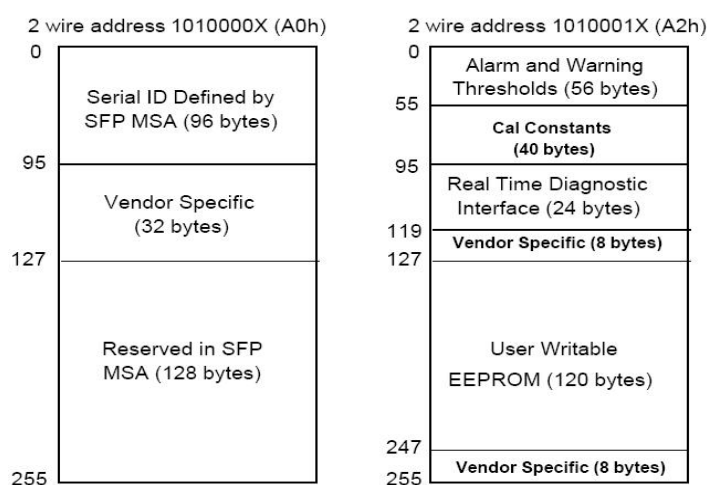 2 wire address 1010000X (A0h)
0
Serial ID Defined by
SFP MSA (96 bytes)
95
Vendor Specific
(32 bytes)
127
Reserved in SFP
MSA (128 bytes)
255
2 wire address 1010001X (A2h)
0
Alarm and Warning
Thresholds (56 bytes)
55
Cal Constants
(40 bytes)
95
Real Time Diagnostic
Interface (24 bytes)
119
Vendor Specific (8 bytes)
127
User Writable
EEPROM (120 bytes)
247
Vendor Specific (8 bytes)
255